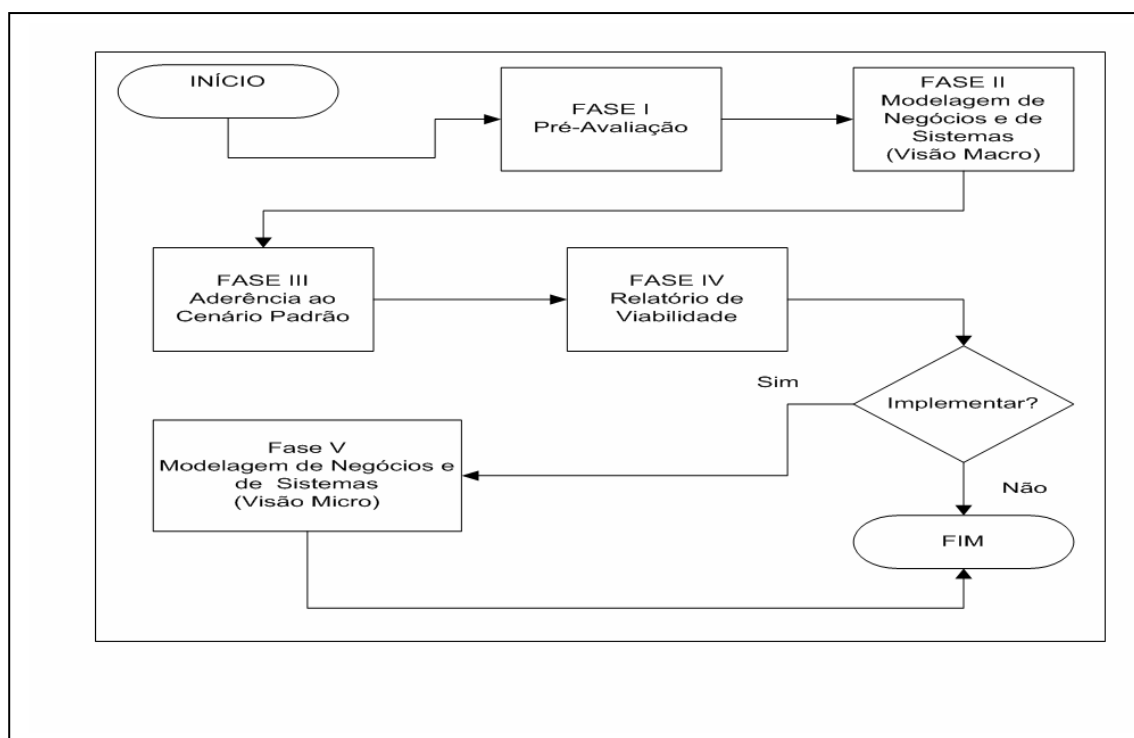 INÍCIO
FASE I
Pré-Avaliação
FASE II
Modelagem de
Negócios e de
Sistemas
(Visão Macro)
FASE III
Aderência ao
Cenário Padrão
FASE IV
Relatório de
Viabilidade
Sim
Implementar?
Fase V
Modelagem de Negócios e
de Sistemas
(Visão Micro)
Não
FIM